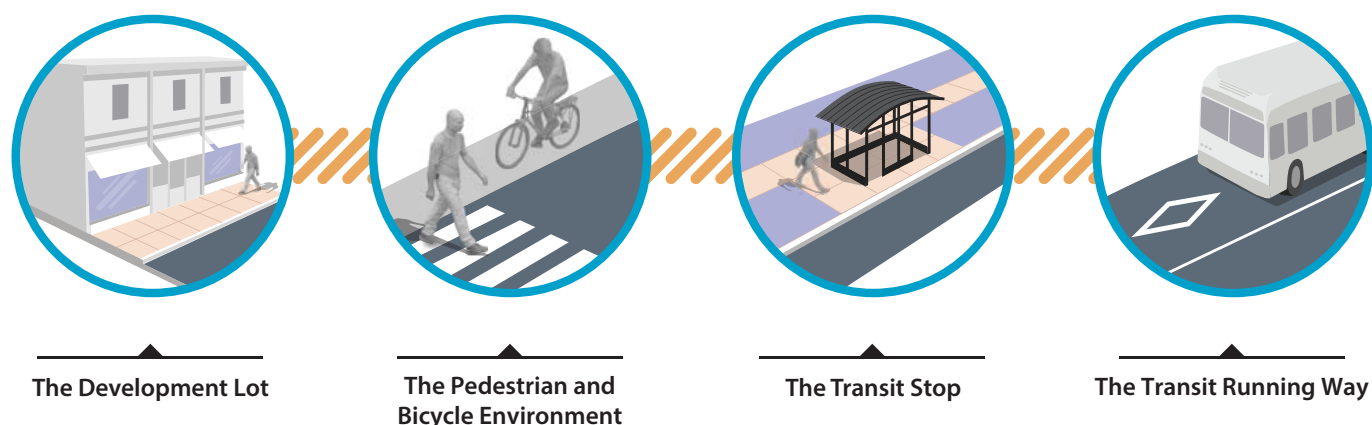 The Development Lot
The Pedestrian and
Bicycle Environment
The Transit Stop
The Transit Running Way